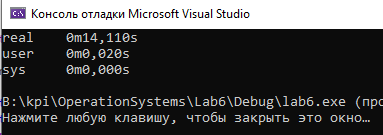 Консоль отладки Microsoft Visual Studio
real 0m14,110s
user 0m0,020s
sys 0m0,000s
B:\kpi\OperationSystems\Lab6\Debug\lab6.exe (про
Нажмите любую клавишу, чтобы закрыть это окно…